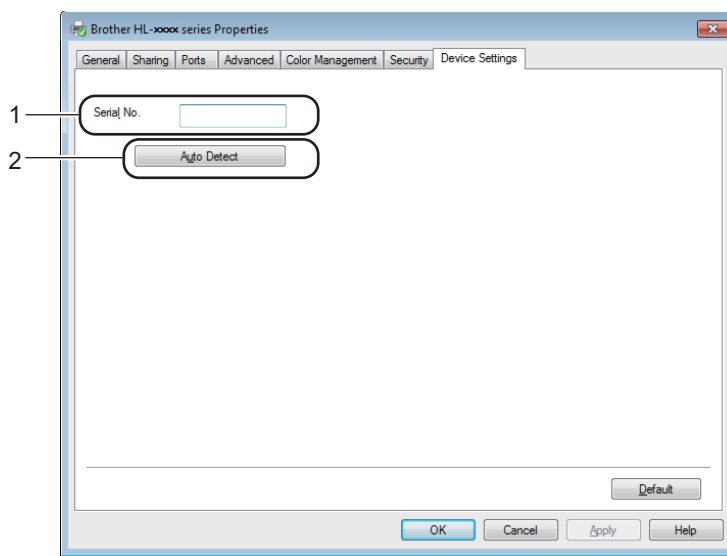 Brother HL-xxxx series Properties
General Sharing Ports Advanced Color Management Security Device Settings
1 Serial No.
2 Auto Detect
Default
OK Cancel Apply Help